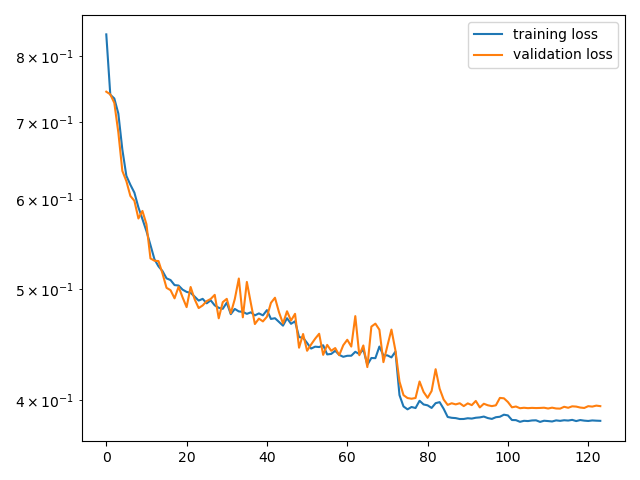 training loss
validation loss
8 × 10⁻¹
7 × 10⁻¹
6 × 10⁻¹
5 × 10⁻¹
4 × 10⁻¹
0 20 40 60 80 100 120